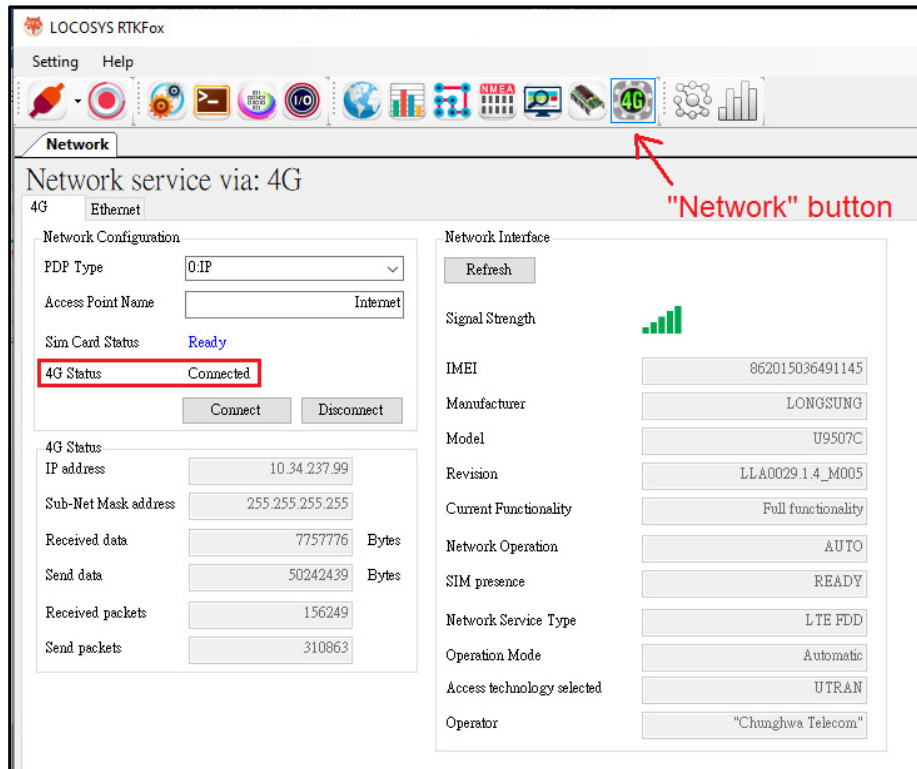 LOCOSYS RTKFox
Setting Help
NMEA
4G
Network
"Network" button
Network service via: 4G
4G Ethernet
Network Configuration
PDP Type 0:IP
Access Point Name Internet
Sim Card Status Ready
4G Status Connected
Connect Disconnect
4G Status
IP address 10.34.237.99
Sub-Net Mask address 255.255.255.255
Received data 7757776 Bytes
Send data 50242439 Bytes
Received packets 156249
Send packets 310863
Network Interface
Refresh
Signal Strength
IMEI 862015036491145
Manufacturer LONGSUNG
Model U9507C
Revision LLA0029.1.4_M005
Current Functionality Full functionality
Network Operation AUTO
SIM presence READY
Network Service Type LTE FDD
Operation Mode Automatic
Access technology selected UTRAN
Operator "Chunghwa Telecom"